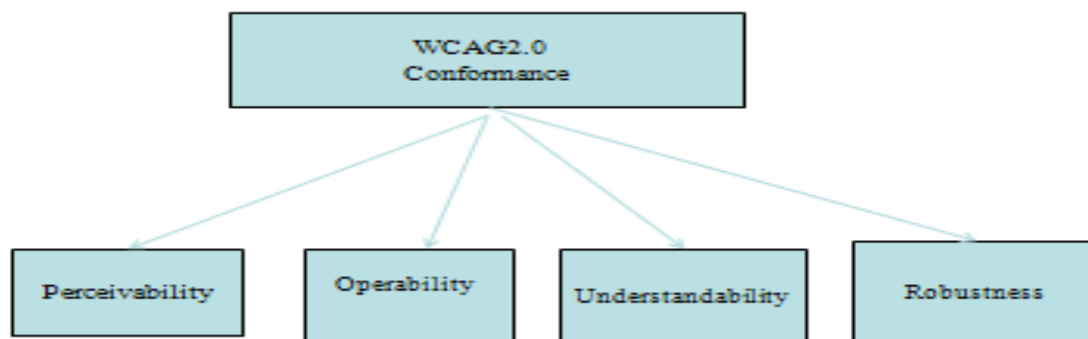 WCAG2.0
Conformance
Perceivability
Operability
Understandability
Robustness